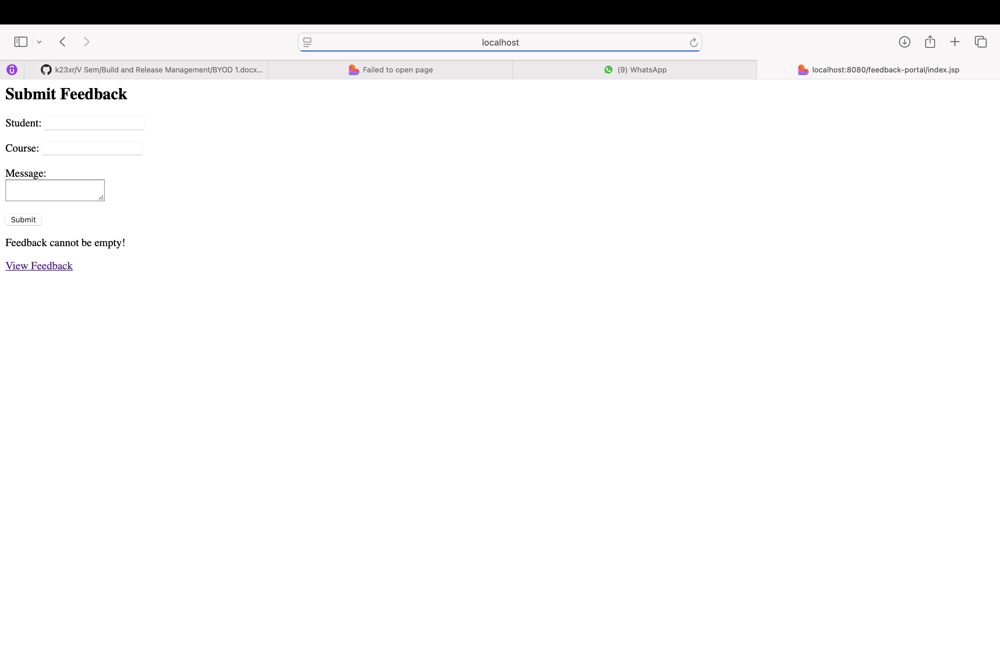 localhost
k23xr/V Sem/Build and Release Management/BYOD 1.docx...
Failed to open page
(9) WhatsApp
localhost:8080/feedback-portal/index.jsp
Submit Feedback
Student:
Course:
Message:
Submit
Feedback cannot be empty!
View Feedback